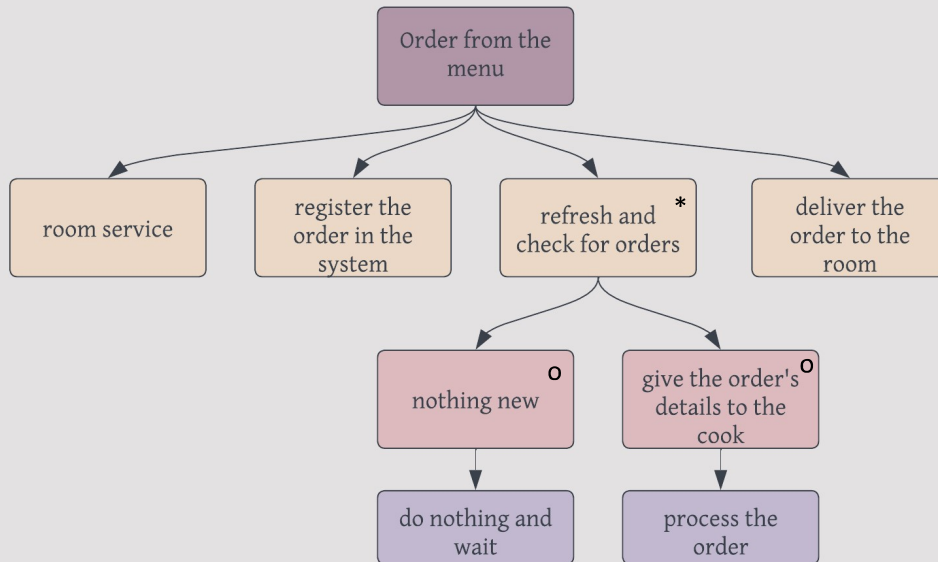 Order from the
menu
room service
register the
order in the
system
refresh and
check for orders
*
deliver the
order to the
room
nothing new
o
give the order's
details to the
cook
o
do nothing and
wait
process the
order